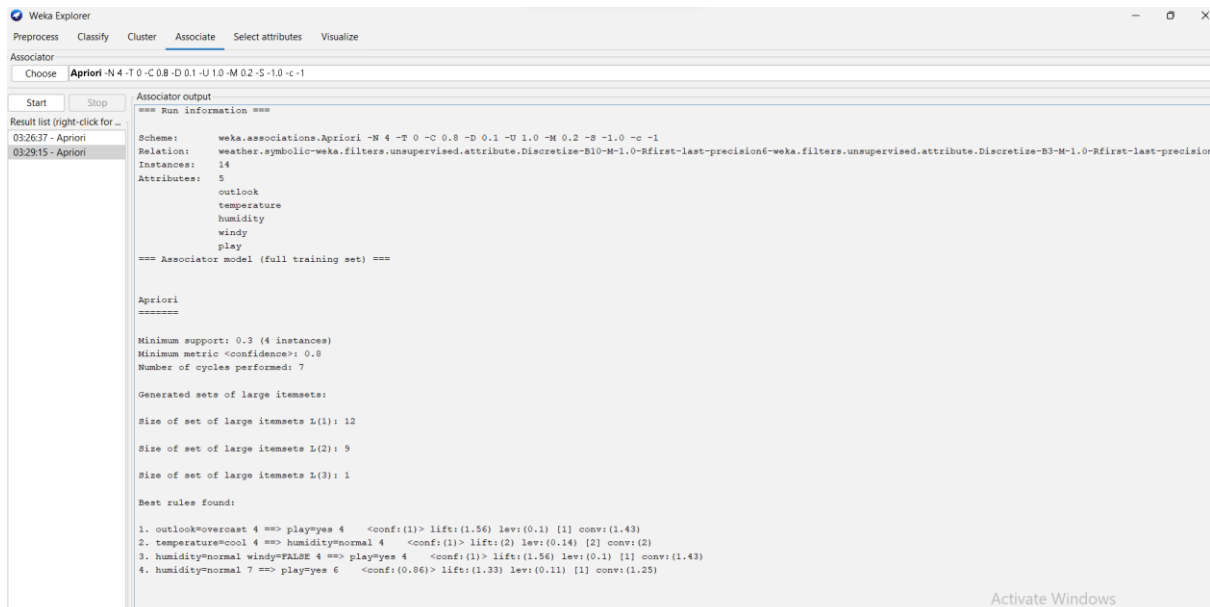 Weka Explorer
Preprocess Classify Cluster Associate Select attributes Visualize
Associator
Choose Apriori -N 4 -T 0 -C 0.8 -D 0.1 -U 1.0 -M 0.2 -S -1.0 -c -1
Start Stop
Result list (right-click for ...
03:26:37 - Apriori
03:29:15 - Apriori
Associator output
=== Run information ===
Scheme: weka.associations.Apriori -N 4 -T 0 -C 0.8 -D 0.1 -U 1.0 -M 0.2 -S -1.0 -c -1
Relation: weather.symbolic-weka.filters.unsupervised.attribute.Discretize-B10-M-1.0-Rfirst-last-precision6-weka.filters.unsupervised.attribute.Discretize-B3-M-1.0-Rfirst-last-precision
Instances: 14
Attributes: 5
outlook
temperature
humidity
windy
play
=== Associator model (full training set) ===
Apriori
=======
Minimum support: 0.3 (4 instances)
Minimum metric <confidence>: 0.8
Number of cycles performed: 7
Generated sets of large itemsets:
Size of set of large itemsets L(1): 12
Size of set of large itemsets L(2): 9
Size of set of large itemsets L(3): 1
Best rules found:
1. outlook=overcast 4 ==> play=yes 4 <conf:(1)> lift:(1.56) lev:(0.1) [1] conv:(1.43)
2. temperature=cool 4 ==> humidity=normal 4 <conf:(1)> lift:(2) lev:(0.14) [2] conv:(2)
3. humidity=normal windy=FALSE 4 ==> play=yes 4 <conf:(1)> lift:(1.56) lev:(0.1) [1] conv:(1.43)
4. humidity=normal 7 ==> play=yes 6 <conf:(0.86)> lift:(1.33) lev:(0.11) [1] conv:(1.25)
Activate Windows